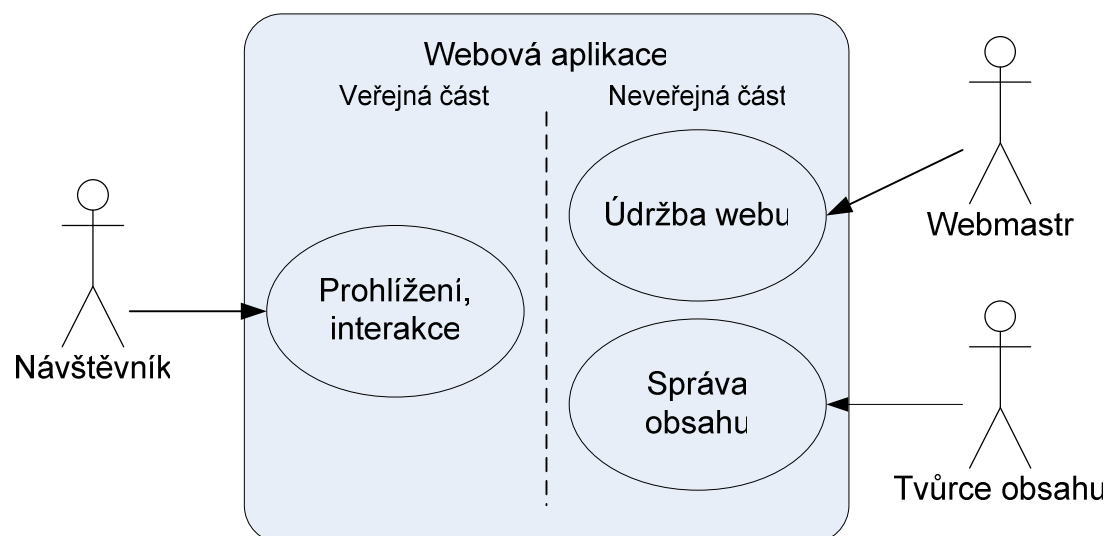 Webová aplikace
Veřejná část
Neveřejná část
Údržba webu
Webmastr
Prohlížení,
interakce
Návštěvník
Správa
obsahu
Tvůrce obsahu